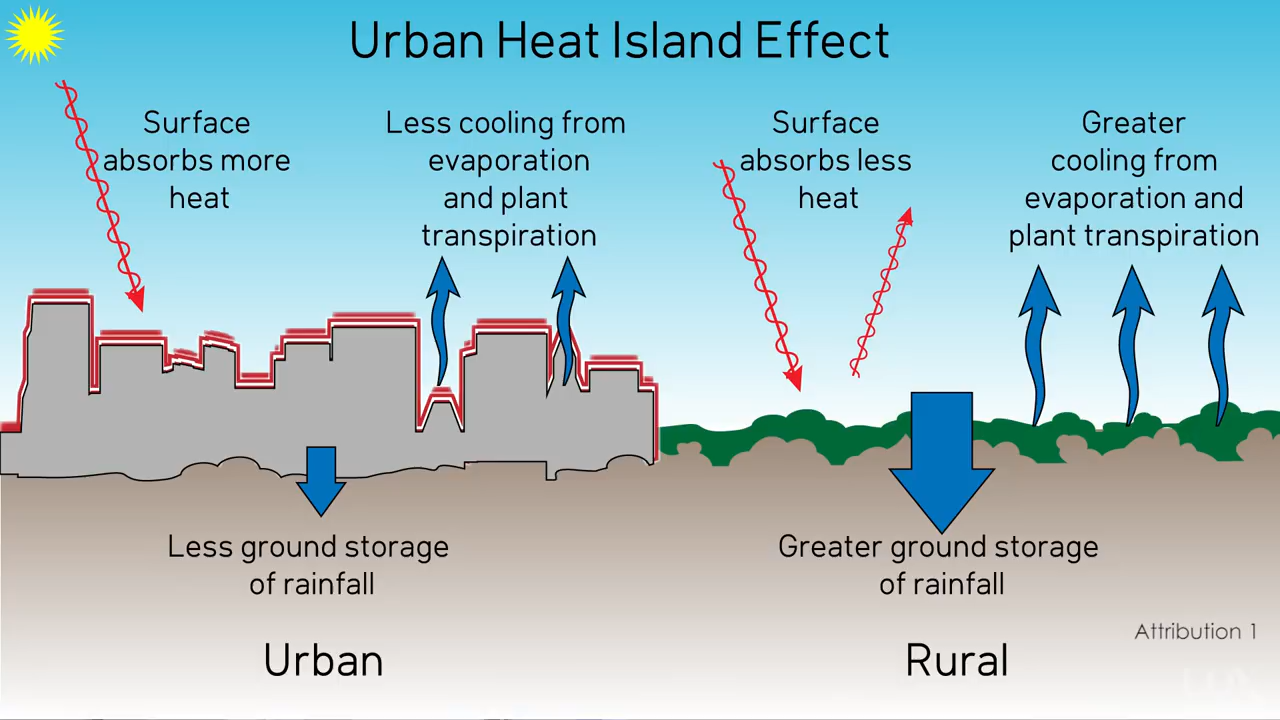 Urban Heat Island Effect
Surface
absorbs more
heat
Less cooling from
evaporation
and plant
transpiration
Surface
absorbs less
heat
Greater
cooling from
evaporation and
plant transpiration
Less ground storage
of rainfall
Greater ground storage
of rainfall
Attribution 1
Urban
Rural